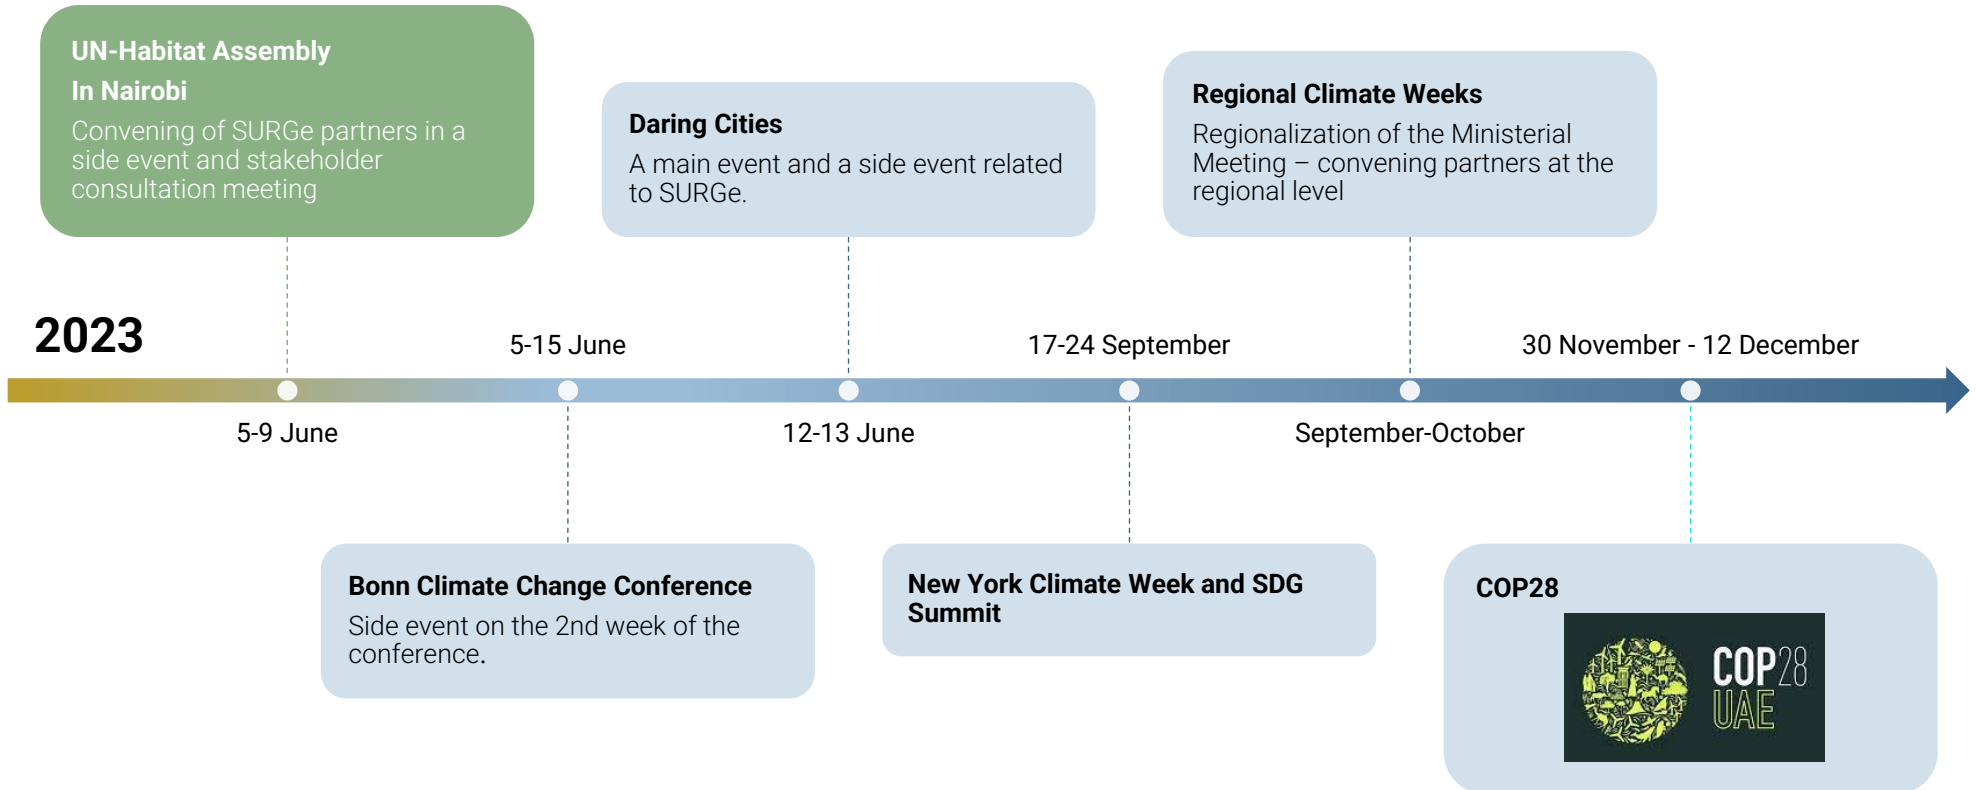 UN-Habitat Assembly
In Nairobi
Convening of SURGe partners in a
side event and stakeholder
consultation meeting
Daring Cities
A main event and a side event related
to SURGe.
Regional Climate Weeks
Regionalization of the Ministerial
Meeting – convening partners at the
regional level
2023
5-15 June
17-24 September
30 November - 12 December
5-9 June
12-13 June
September-October
Bonn Climate Change Conference
Side event on the 2nd week of the
conference.
New York Climate Week and SDG
Summit
COP28
COP28
UAE